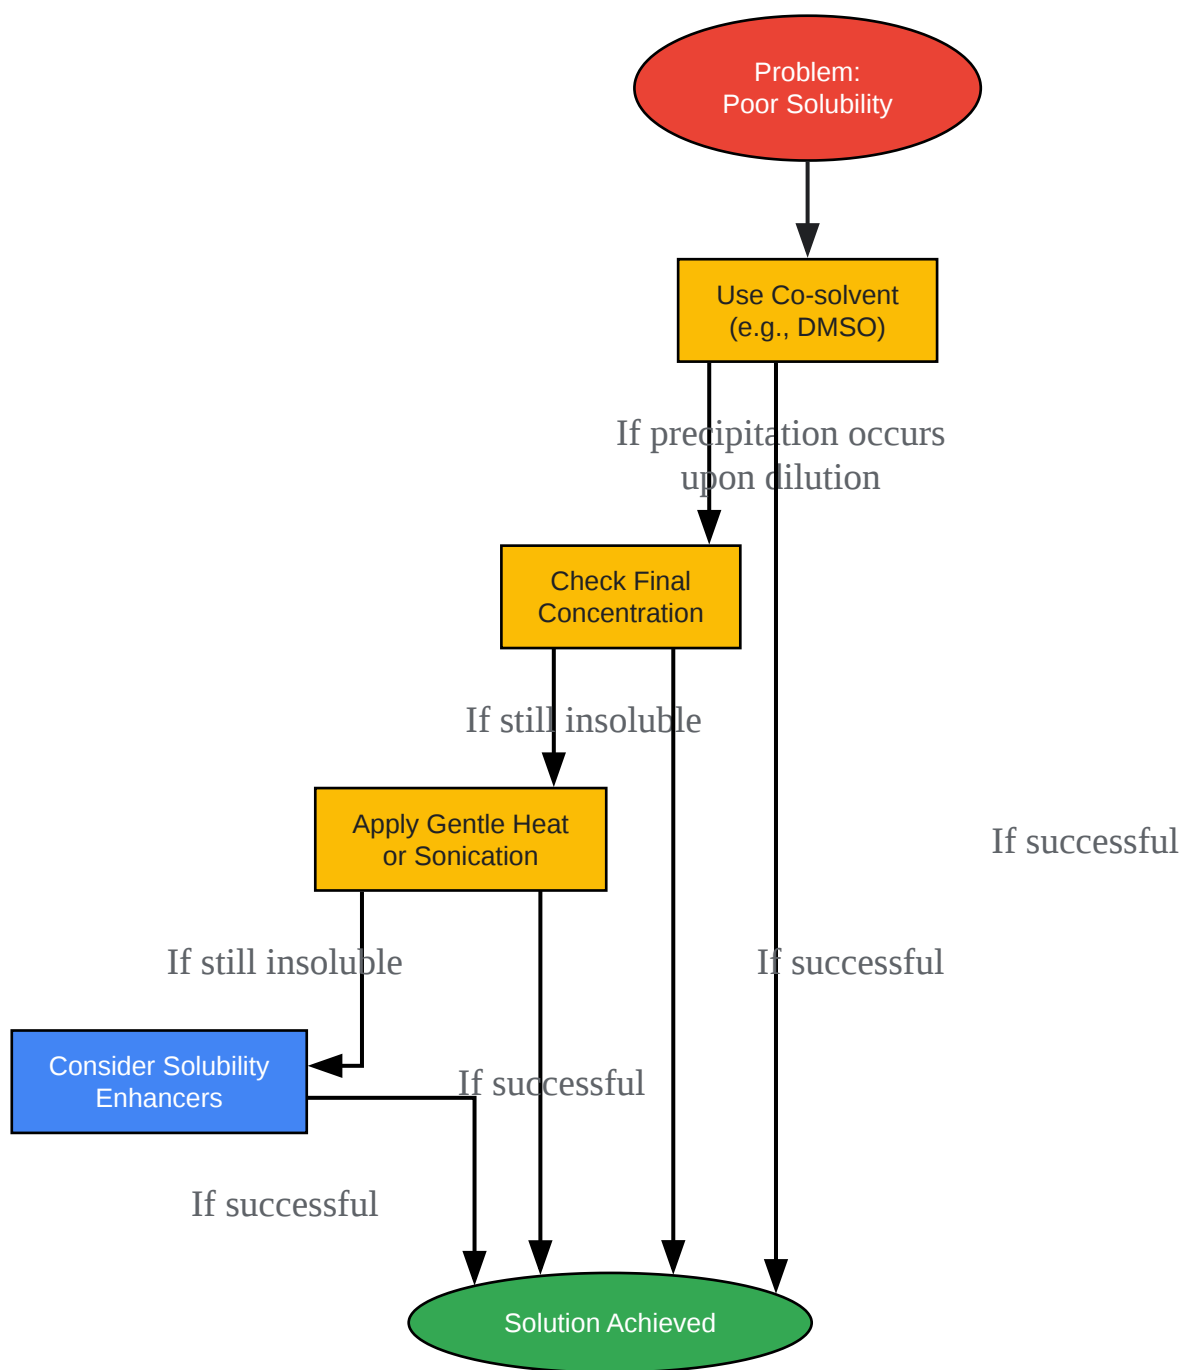 Problem:
Poor Solubility
Use Co-solvent
(e.g., DMSO)
If precipitation occurs
upon dilution
Check Final
Concentration
If still insoluble
Apply Gentle Heat
or Sonication
If successful
If still insoluble
If successful
Consider Solubility
Enhancers
If successful
If successful
Solution Achieved